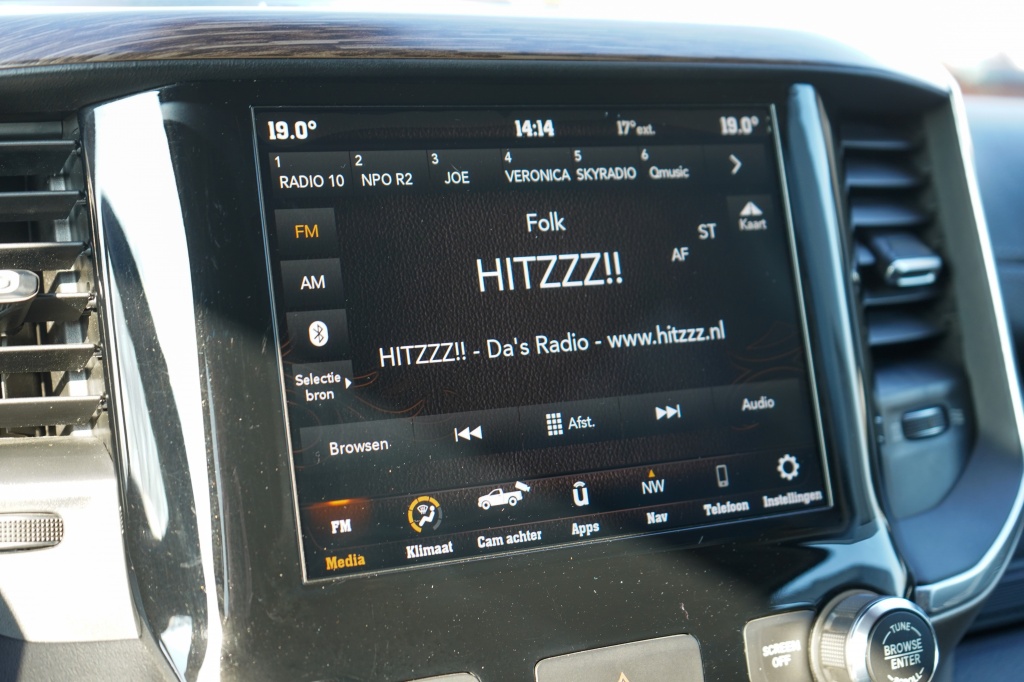 19.0° 14:14 17°ext. 19.0°
1 2 3 4 5 6
RADIO 10 NPO R2 JOE VERONICA SKYRADIO Qmusic
FM Folk ST Kaart
AM HITZZZ!! AF
HITZZZ!! - Da's Radio - www.hitzzz.nl
Selectie
bron
Browsen Afst. Audio
FM NW
Media Klimaat Cam achter Apps Nav Telefoon Instellingen
SCREEN
OFF
TUNE
BROWSE
ENTER
SCROLL